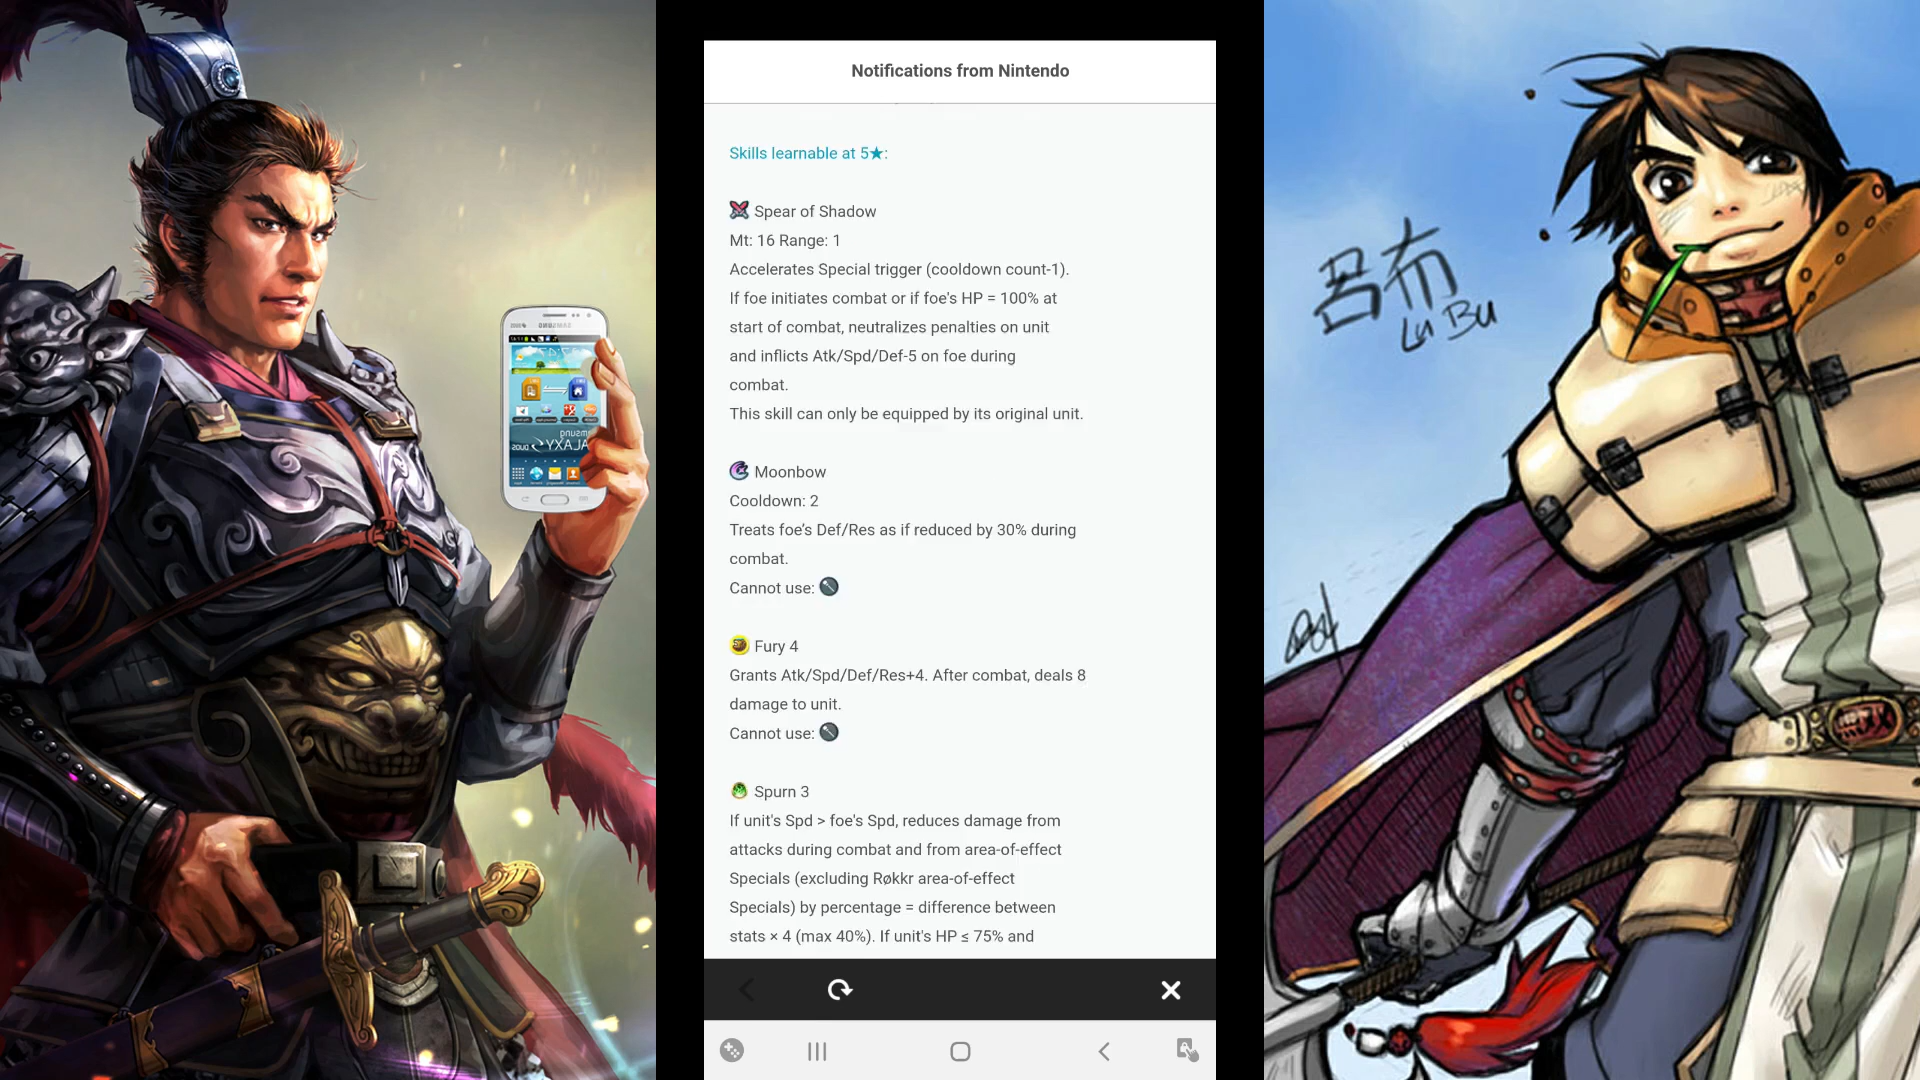 Notifications from Nintendo
Skills learnable at 5★:
Spear of Shadow
Mt: 16 Range: 1
Accelerates Special trigger (cooldown count-1).
If foe initiates combat or if foe's HP = 100% at
start of combat, neutralizes penalties on unit
and inflicts Atk/Spd/Def-5 on foe during
combat.
This skill can only be equipped by its original unit.
Moonbow
Cooldown: 2
Treats foe’s Def/Res as if reduced by 30% during
combat.
Cannot use:
Fury 4
Grants Atk/Spd/Def/Res+4. After combat, deals 8
damage to unit.
Cannot use:
Spurn 3
If unit's Spd > foe's Spd, reduces damage from
attacks during combat and from area-of-effect
Specials (excluding Røkkr area-of-effect
Specials) by percentage = difference between
stats × 4 (max 40%). If unit's HP ≤ 75% and
SAMSUNG
DUOS
samsung
GALAXY
呂布
Lu Bu